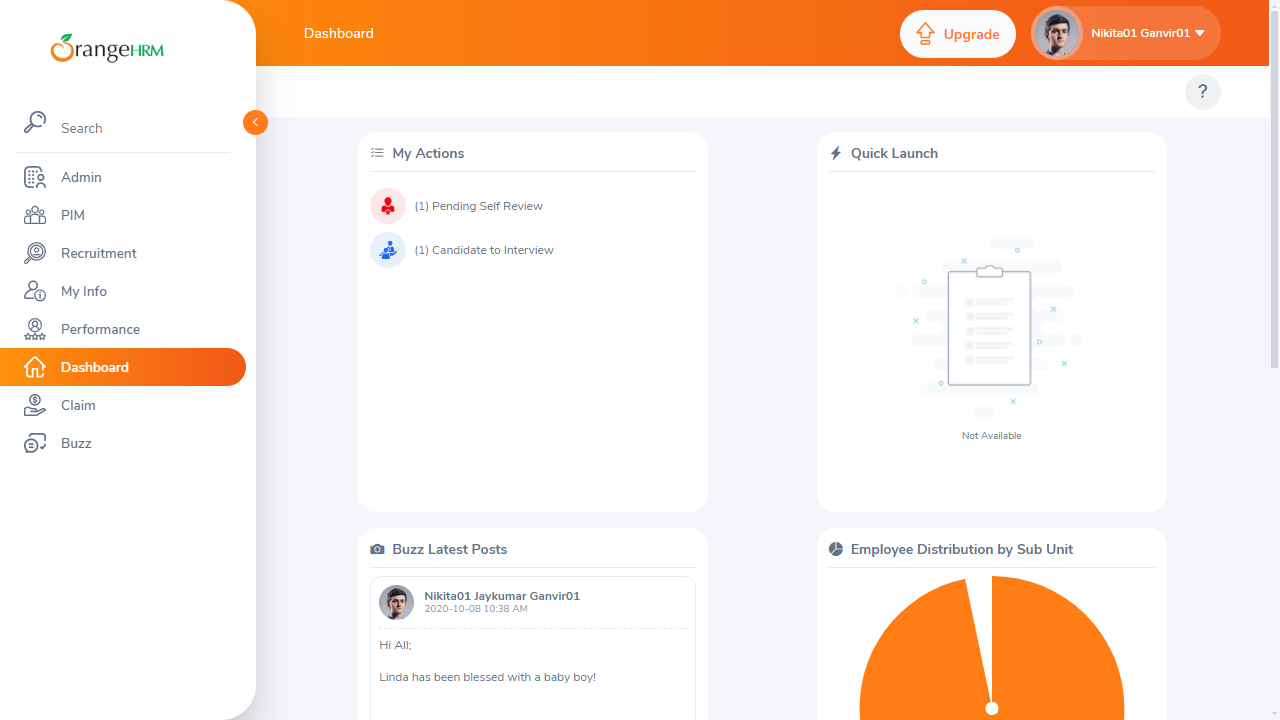 OrangeHRM
Dashboard
Upgrade
Nikita01 Ganvir01
?
Search
Admin
PIM
Recruitment
My Info
Performance
Dashboard
Claim
Buzz
My Actions
(1) Pending Self Review
(1) Candidate to Interview
Quick Launch
Not Available
Buzz Latest Posts
Nikita01 Jaykumar Ganvir01
2020-10-08 10:38 AM
Hi All;
Linda has been blessed with a baby boy!
Employee Distribution by Sub Unit